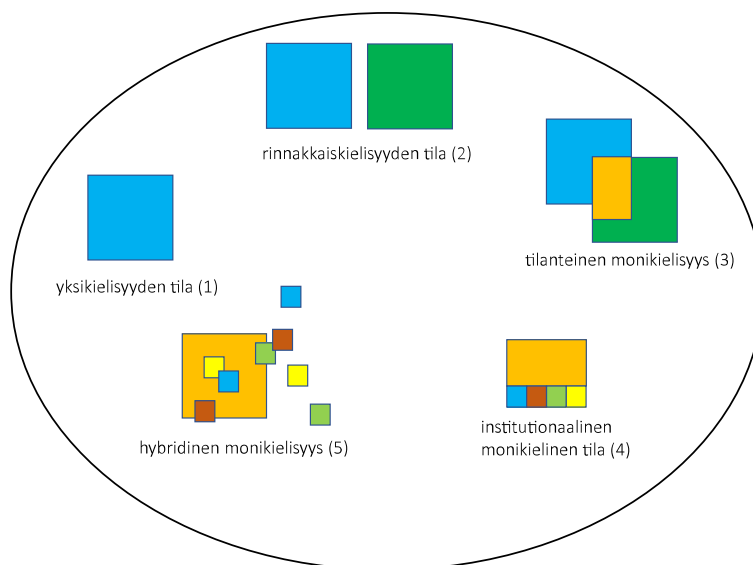 rinnakkaiskielisyyden tila (2)
tilanteinen monikielisyys (3)
yksikielisyyden tila (1)
hybridinen monikielisyys (5)
institutionaalinen
monikielinen tila (4)